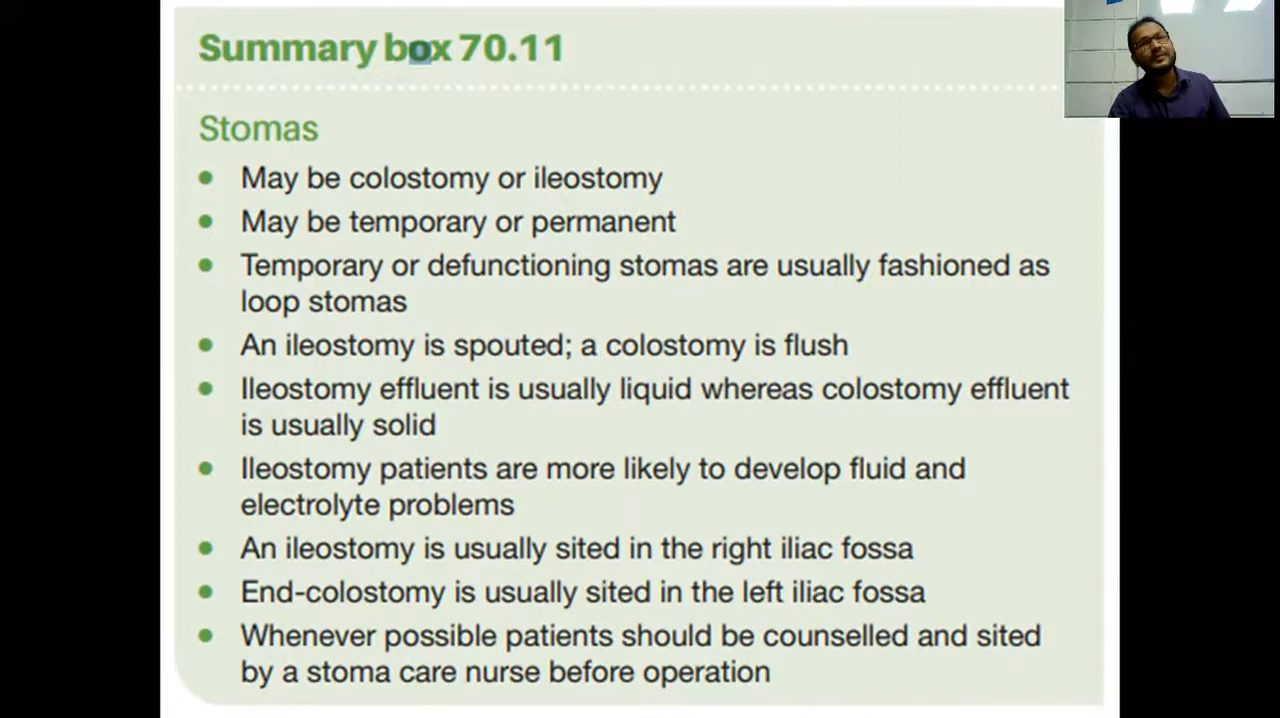 Summary box 70.11
Stomas
• May be colostomy or ileostomy
• May be temporary or permanent
• Temporary or defunctioning stomas are usually fashioned as
loop stomas
• An ileostomy is spouted; a colostomy is flush
• Ileostomy effluent is usually liquid whereas colostomy effluent
is usually solid
• Ileostomy patients are more likely to develop fluid and
electrolyte problems
• An ileostomy is usually sited in the right iliac fossa
• End-colostomy is usually sited in the left iliac fossa
• Whenever possible patients should be counselled and sited
by a stoma care nurse before operation